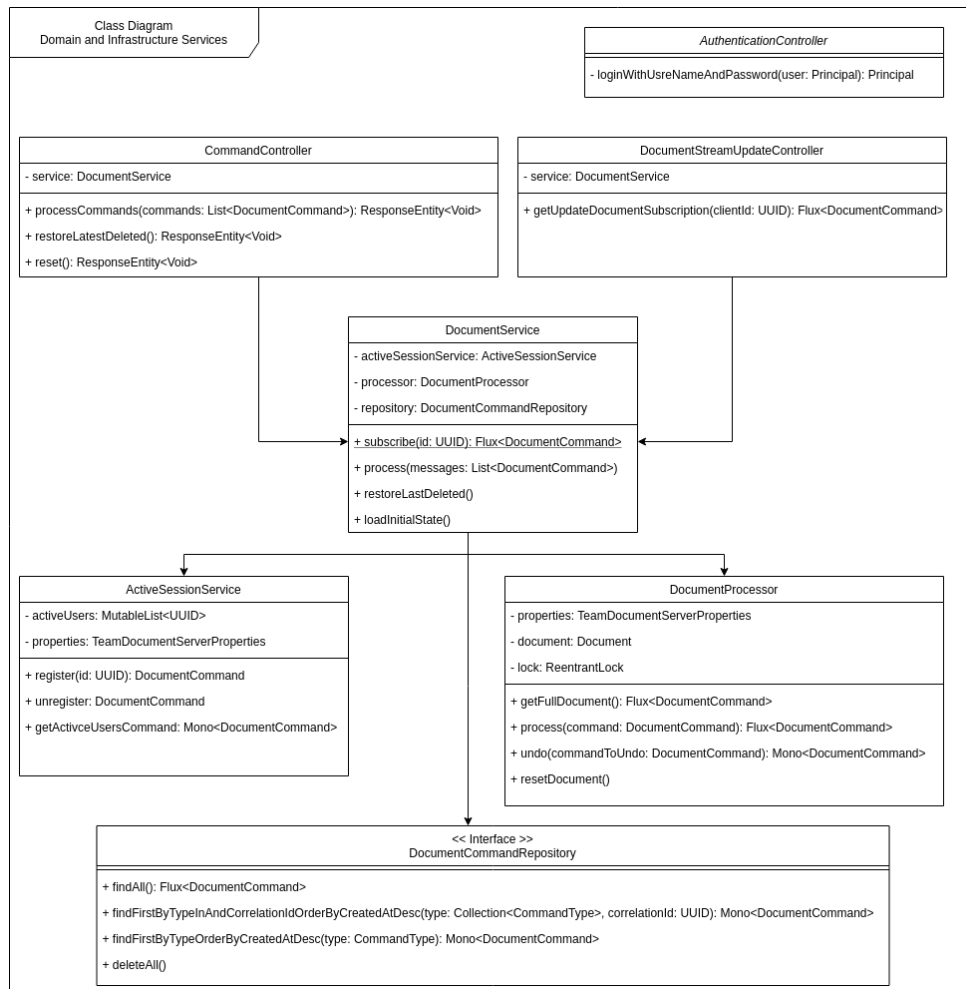 Class Diagram
Domain and Infrastructure Services
AuthenticationController
- loginWithUsreNameAndPassword(user: Principal): Principal
CommandController
- service: DocumentService
+ processCommands(commands: List<DocumentCommand>): ResponseEntity<Void>
+ restoreLatestDeleted(): ResponseEntity<Void>
+ reset(): ResponseEntity<Void>
DocumentStreamUpdateController
- service: DocumentService
+ getUpdateDocumentSubscription(clientId: UUID): Flux<DocumentCommand>
DocumentService
- activeSessionService: ActiveSessionService
- processor: DocumentProcessor
- repository: DocumentCommandRepository
+ subscribe(id: UUID): Flux<DocumentCommand>
+ process(messages: List<DocumentCommand>)
+ restoreLastDeleted()
+ loadInitialState()
ActiveSessionService
- activeUsers: MutableList<UUID>
- properties: TeamDocumentServerProperties
+ register(id: UUID): DocumentCommand
+ unregister: DocumentCommand
+ getActivceUsersCommand: Mono<DocumentCommand>
DocumentProcessor
- properties: TeamDocumentServerProperties
- document: Document
- lock: ReentrantLock
+ getFullDocument(): Flux<DocumentCommand>
+ process(command: DocumentCommand): Flux<DocumentCommand>
+ undo(commandToUndo: DocumentCommand): Mono<DocumentCommand>
+ resetDocument()
<< Interface >>
DocumentCommandRepository
+ findAll(): Flux<DocumentCommand>
+ findFirstByTypeInAndCorrelationIdOrderByCreatedAtDesc(type: Collection<CommandType>, correlationId: UUID): Mono<DocumentCommand>
+ findFirstByTypeOrderByCreatedAtDesc(type: CommandType): Mono<DocumentCommand>
+ deleteAll()